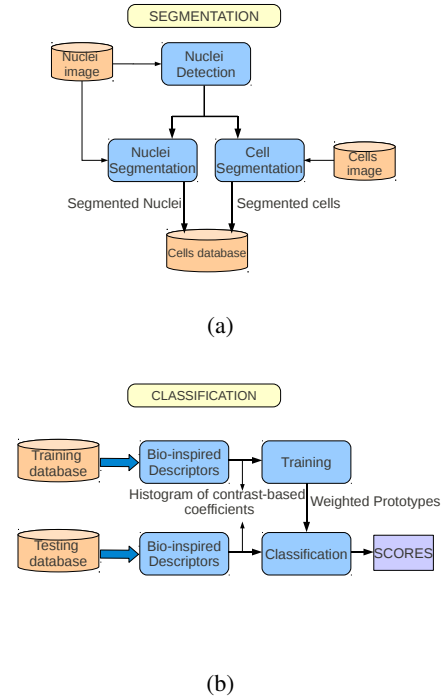 SEGMENTATION
Nuclei
image
Nuclei
Detection
Nuclei
Segmentation
Cell
Segmentation
Cells
image
Segmented Nuclei
Segmented cells
Cells database
(a)
CLASSIFICATION
Training
database
Bio-inspired
Descriptors
Training
Histogram of contrast-based
coefficients
Weighted Prototypes
Testing
database
Bio-inspired
Descriptors
Classification
SCORES
(b)